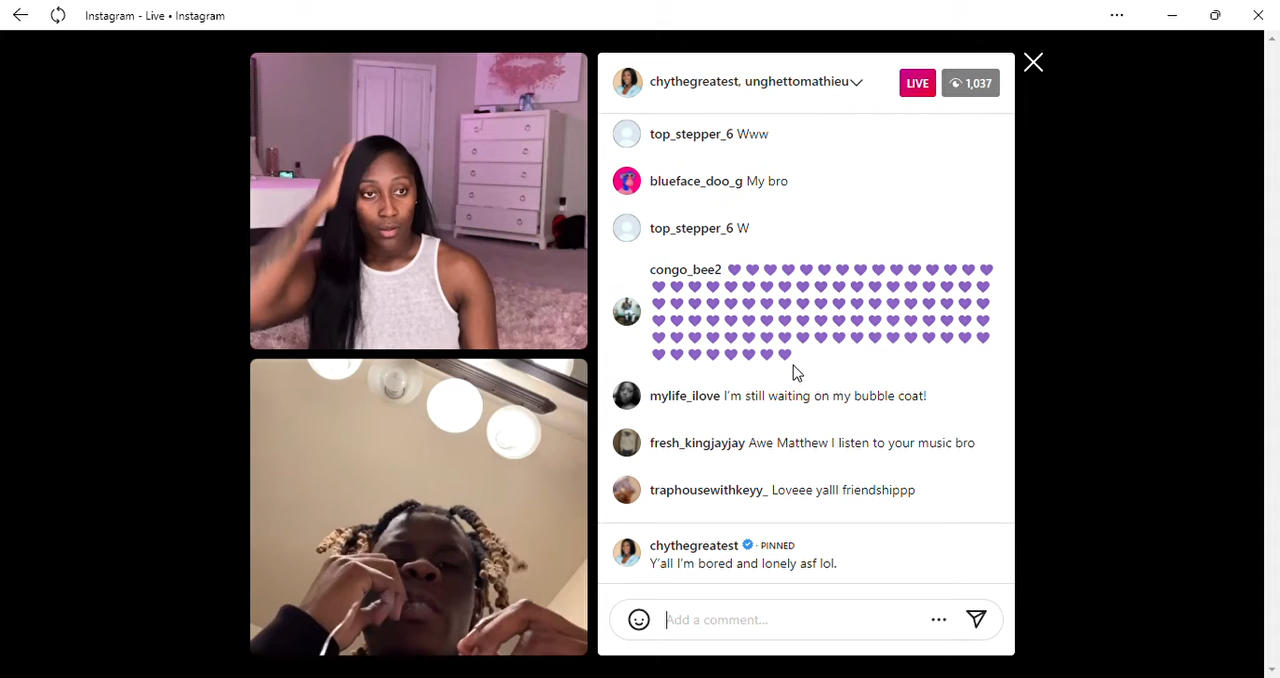 Instagram - Live • Instagram
chythegreatest, unghettomathieu
LIVE
1,037
top_stepper_6 Www
blueface_doo_g My bro
top_stepper_6 W
congo_bee2 💜💜💜💜💜💜💜💜💜💜💜💜💜💜💜
💜💜💜💜💜💜💜💜💜💜💜💜💜💜💜💜💜💜💜
💜💜💜💜💜💜💜💜💜💜💜💜💜💜💜💜💜💜💜
💜💜💜💜💜💜💜💜💜💜💜💜💜💜💜💜💜💜💜
💜💜💜💜💜💜💜💜💜💜💜💜💜💜💜💜💜💜💜
💜💜💜💜💜💜💜💜
mylife_ilove I'm still waiting on my bubble coat!
fresh_kingjayjay Awe Matthew I listen to your music bro
traphousewithkeyy_ Loveee yalll friendshippp
chythegreatest · PINNED
Y'all I'm bored and lonely asf lol.
Add a comment...